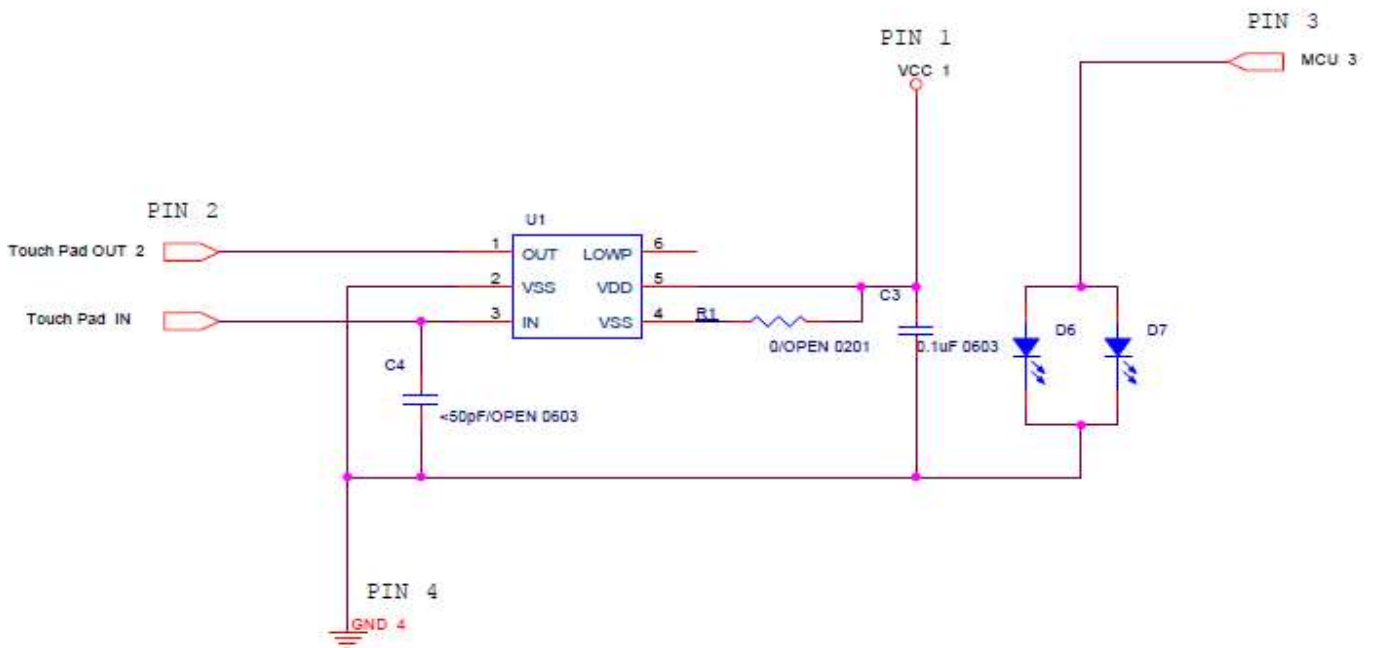 PIN 3
MCU 3
PIN 1
VCC 1
PIN 2
Touch Pad OUT 2
Touch Pad IN
U1
1 OUT LOWP 6
2 VSS VDD 5
3 IN VSS 4
R1
0/OPEN 0201
C3
0.1uF 0603
D6
D7
C4
<50pF/OPEN 0603
PIN 4
GND 4